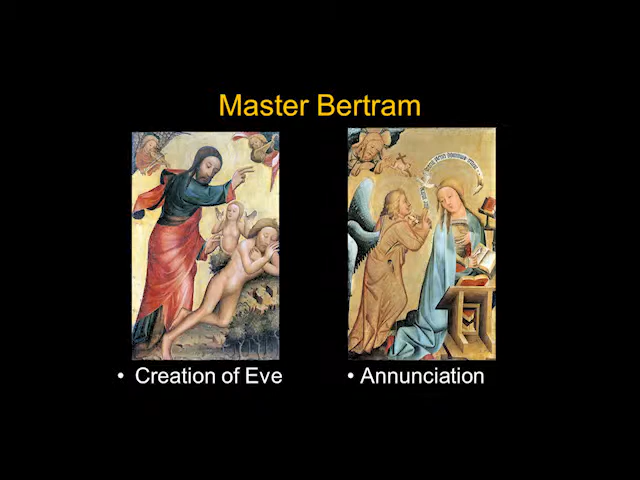 Master Bertram
• Creation of Eve
• Annunciation